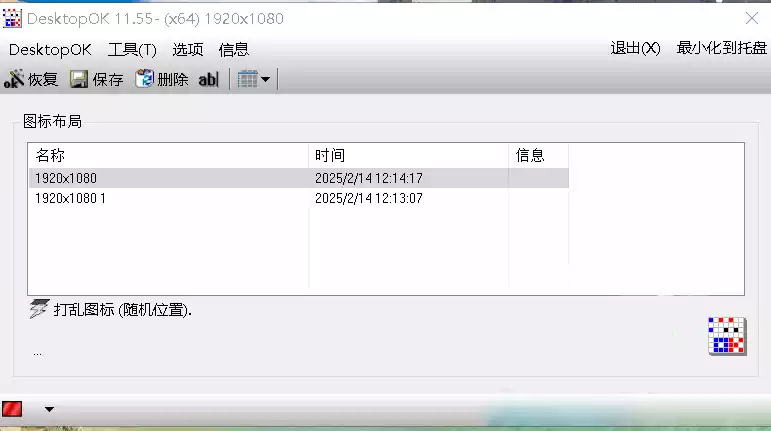 DesktopOK 11.55- (x64) 1920x1080
DesktopOK 工具(T) 选项 信息 退出(X) 最小化到托盘
恢复 保存 删除 ab|
图标布局
名称 时间 信息
1920x1080 2025/2/14 12:14:17
1920x1080 1 2025/2/14 12:13:07
打乱图标 (随机位置).
...